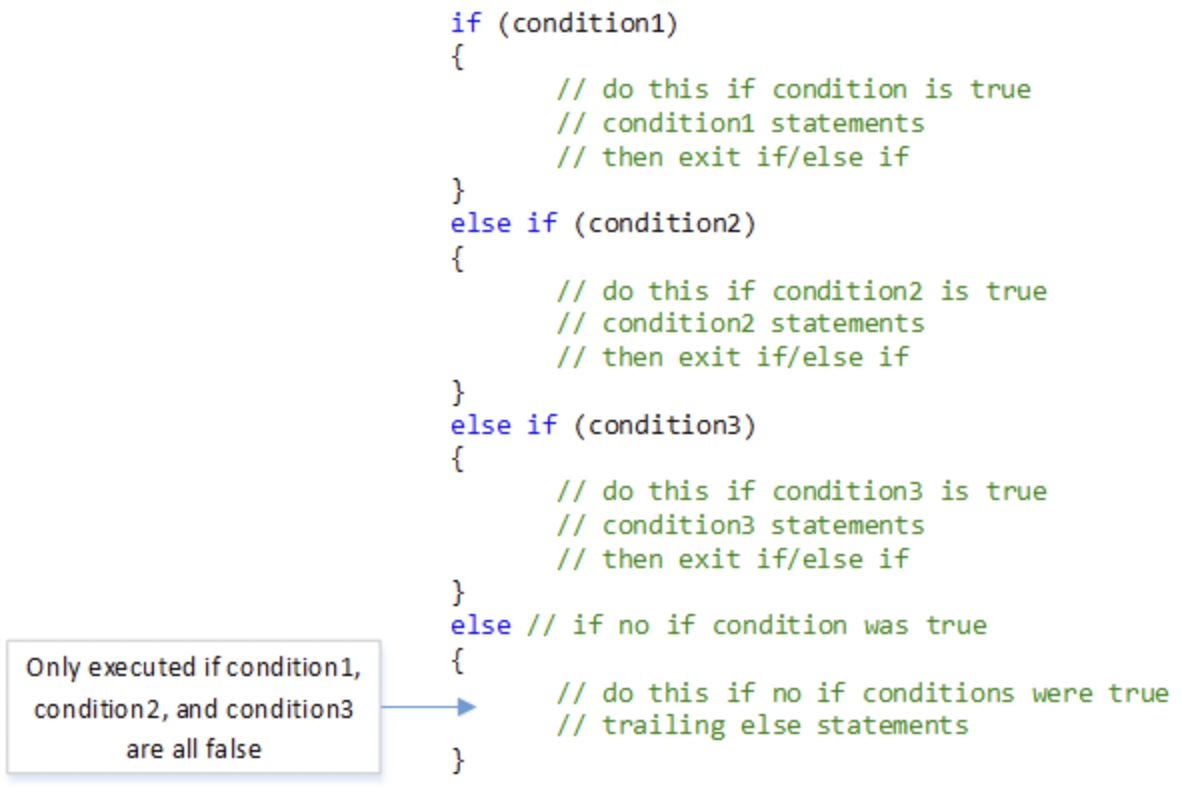 if (condition1)
{
// do this if condition is true
// condition1 statements
// then exit if/else if
}
else if (condition2)
{
// do this if condition2 is true
// condition2 statements
// then exit if/else if
}
else if (condition3)
{
// do this if condition3 is true
// condition3 statements
// then exit if/else if
}
else // if no if condition was true
{
// do this if no if conditions were true
// trailing else statements
}
Only executed if condition1,
condition2, and condition3
are all false